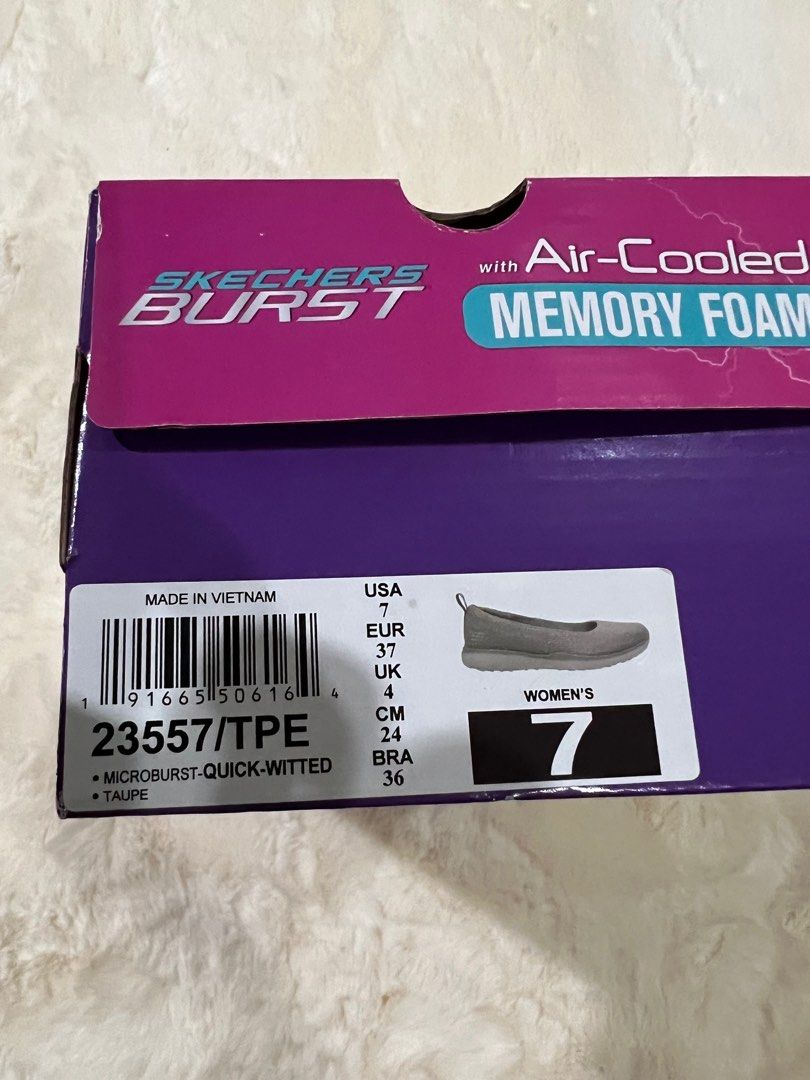 SKECHERS
BURST
with Air-Cooled
MEMORY FOAM
MADE IN VIETNAM
1 91665 50616 4
23557/TPE
• MICROBURST-QUICK-WITTED
• TAUPE
USA
7
EUR
37
UK
4
CM
24
BRA
36
WOMEN'S
7